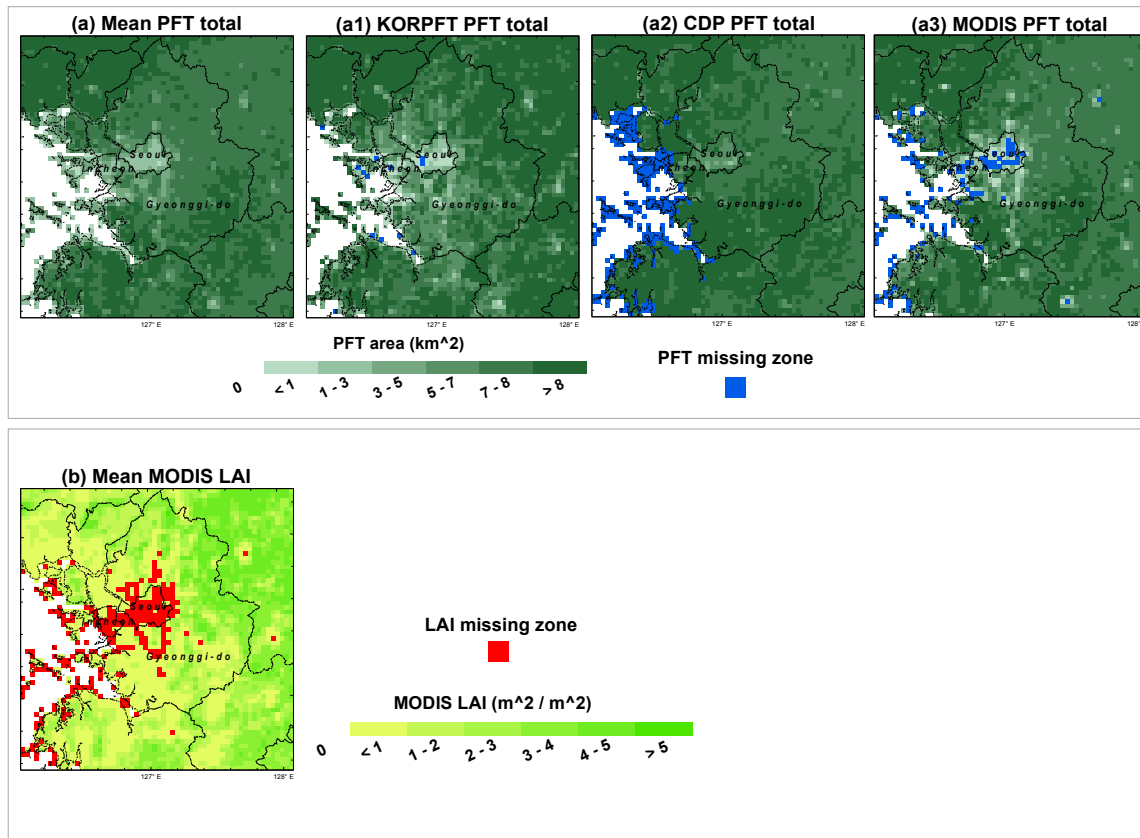 (a) Mean PFT total
(a1) KORPFT PFT total
(a2) CDP PFT total
(a3) MODIS PFT total
Seoul
Incheon
Gyeonggi-do
Seoul
Incheon
Gyeonggi-do
Seoul
Incheon
Gyeonggi-do
Seoul
Incheon
Gyeonggi-do
127° E
128° E
127° E
128° E
127° E
128° E
127° E
128° E
PFT area (km^2)
0 < 1 1 - 3 3 - 5 5 - 7 7 - 8 > 8
PFT missing zone
(b) Mean MODIS LAI
Seoul
Incheon
Gyeonggi-do
127° E
128° E
LAI missing zone
MODIS LAI (m^2 / m^2)
0 < 1 1 - 2 2 - 3 3 - 4 4 - 5 > 5